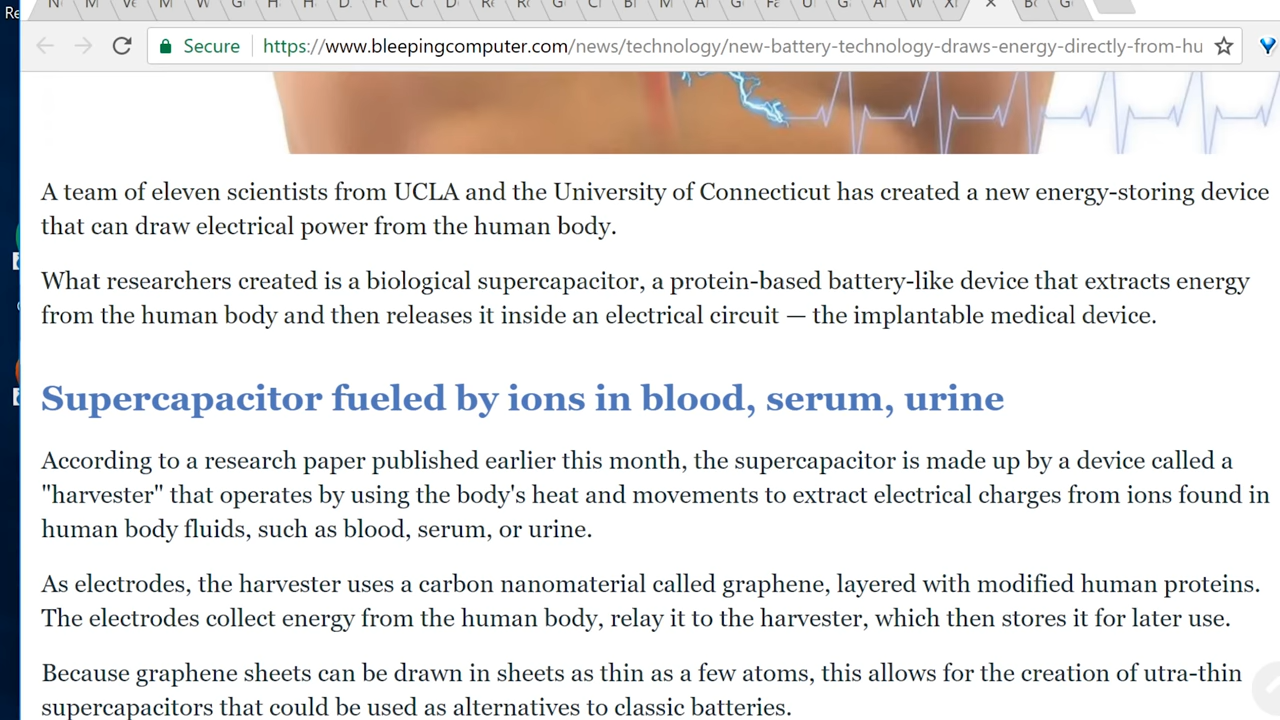 Secure https://www.bleepingcomputer.com/news/technology/new-battery-technology-draws-energy-directly-from-hu
A team of eleven scientists from UCLA and the University of Connecticut has created a new energy-storing device
that can draw electrical power from the human body.
What researchers created is a biological supercapacitor, a protein-based battery-like device that extracts energy
from the human body and then releases it inside an electrical circuit — the implantable medical device.
Supercapacitor fueled by ions in blood, serum, urine
According to a research paper published earlier this month, the supercapacitor is made up by a device called a
"harvester" that operates by using the body's heat and movements to extract electrical charges from ions found in
human body fluids, such as blood, serum, or urine.
As electrodes, the harvester uses a carbon nanomaterial called graphene, layered with modified human proteins.
The electrodes collect energy from the human body, relay it to the harvester, which then stores it for later use.
Because graphene sheets can be drawn in sheets as thin as a few atoms, this allows for the creation of utra-thin
supercapacitors that could be used as alternatives to classic batteries.